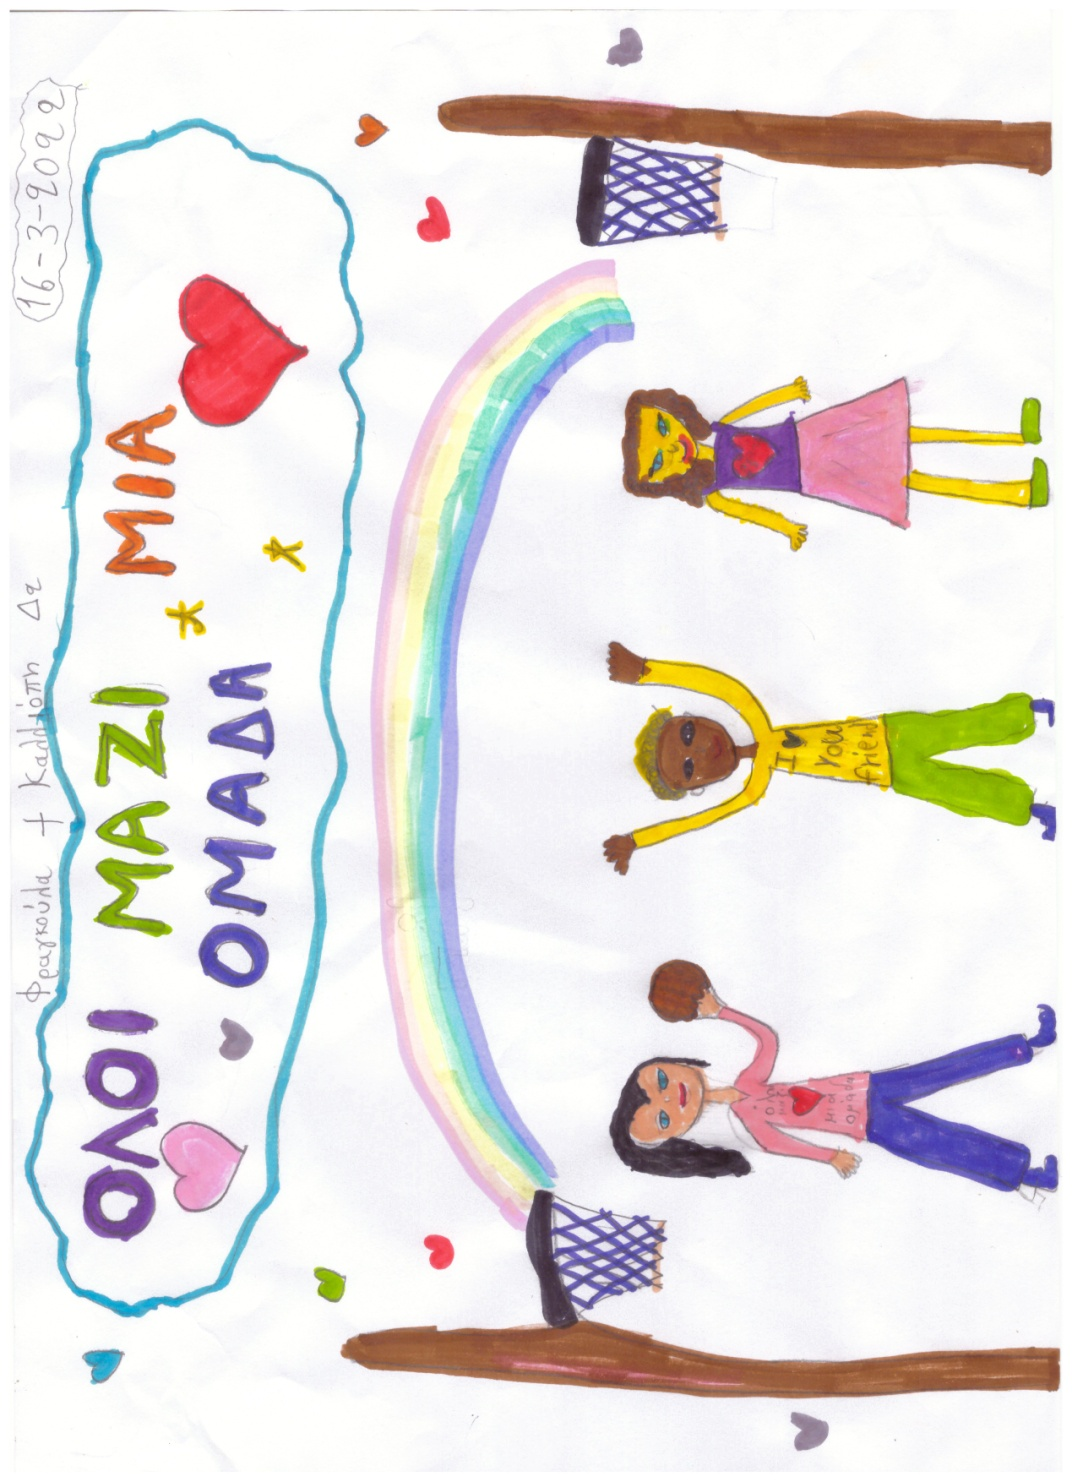 Φραγκούλα + Καλλιόπη Δ2
16-3-2022
ΟΛΟΙ ΜΑΖΙ ΜΙΑ
ΟΜΑΔΑ
I
you
friend
όλοι
μαζί
μια
ομάδα